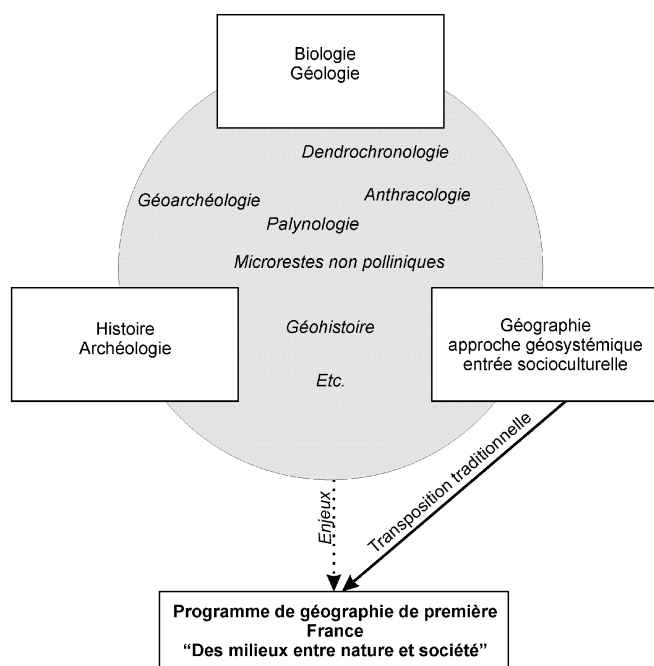 Biologie
Géologie
Dendrochronologie
Géoarchéologie
Anthracologie
Palynologie
Microrestes non polliniques
Histoire
Archéologie
Géohistoire
Etc.
Géographie
approche géosystémique
entrée socioculturelle
Enjeux
Transposition traditionnelle
Programme de géographie de première
France
“Des milieux entre nature et société”